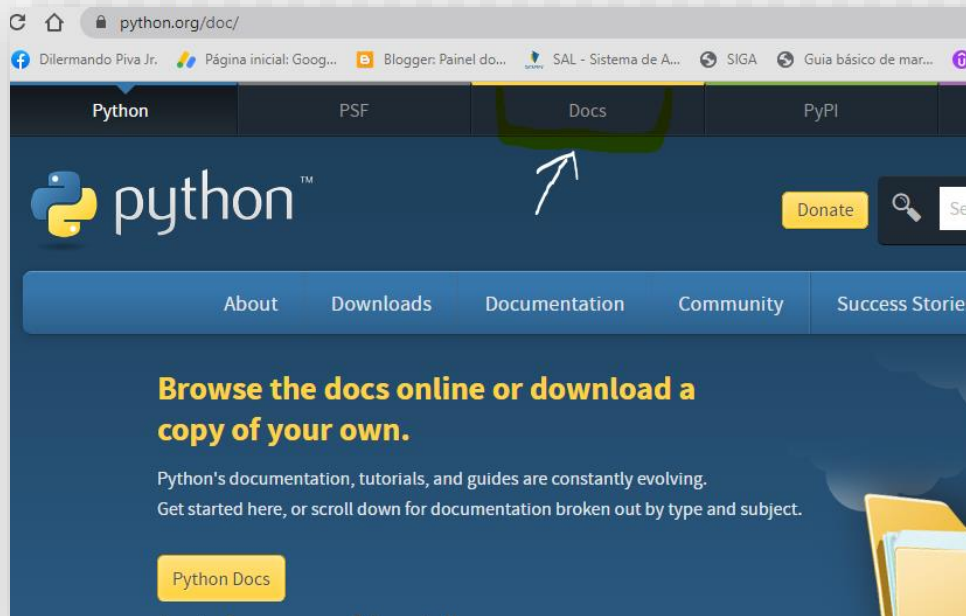 python.org/doc/
Dilermando Piva Jr. Página inicial: Goog... Blogger: Painel do... SAL - Sistema de A... SIGA Guia básico de mar...
Python PSF Docs PyPI
python™
Donate Se
About Downloads Documentation Community Success Storie
Browse the docs online or download a
copy of your own.
Python's documentation, tutorials, and guides are constantly evolving.
Get started here, or scroll down for documentation broken out by type and subject.
Python Docs